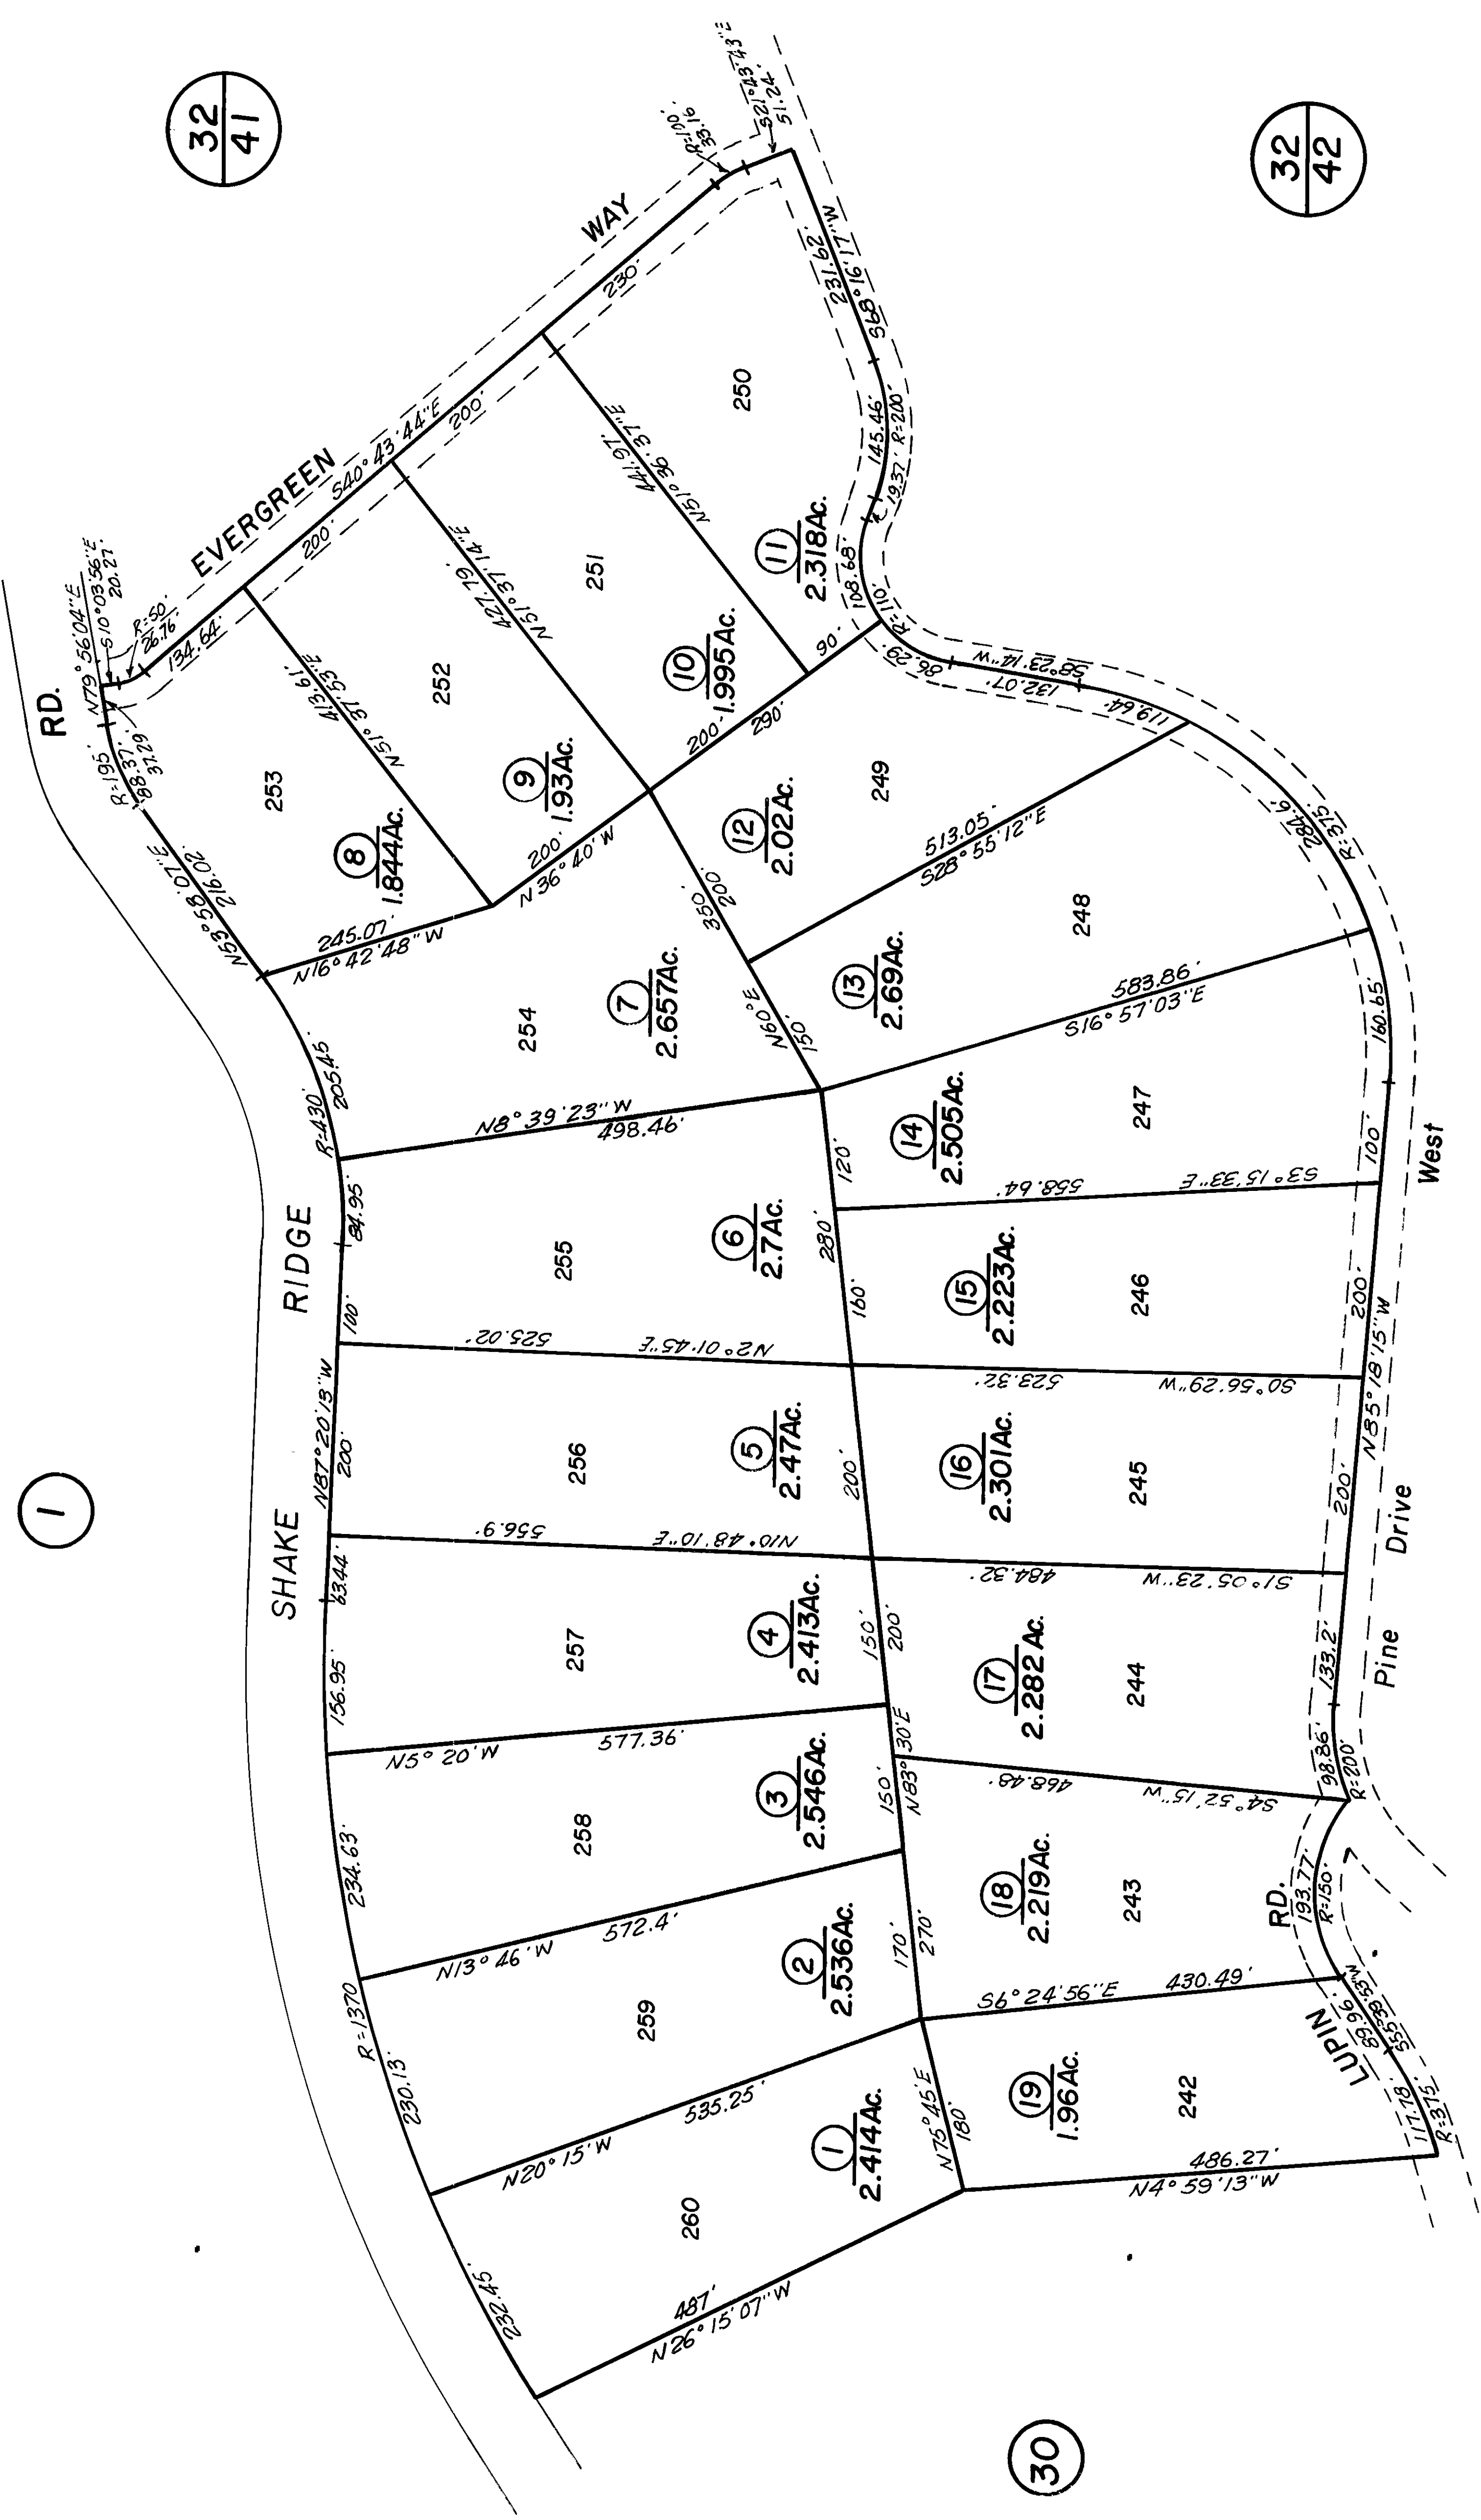 32
41
32
42
1
30
SHAKE RIDGE RD.
EVERGREEN WAY
West Pine Drive
LUPIN RD.
232.45'
R=1370
230.13'
234.63'
156.95'
63.44'
N87°20'13"W
200'
100'
84.95'
R=430'
205.45'
N53°58'07"E
216.02'
R=195'
88.37'
37.29'
N79°56'04"E
S10°03'56"E
20.27'
R=50'
26.76'
134.64'
200'
S40°43'44"E
200'
230'
R=100'
33.16'
S21°43'43"E
51.24'
231.62'
S68°16'17"W
145.46'
R=200'
19.37'
108.68'
R=110'
86.29'
S8°23'14"W
132.07'
119.64'
284.6'
R=375'
160.65'
100'
200'
N85°18'15"W
200'
133.2'
98.86'
R=200'
193.77'
R=150'
89.96'
S55°39'53"W
117.18'
R=375'
260
1
2.414Ac.
487'
N26°15'07"W
259
2
2.536Ac.
N20°15'W
535.25'
258
3
2.546Ac.
N13°46'W
572.4'
257
4
2.413Ac.
N5°20'W
577.36'
256
5
2.47Ac.
556.9'
N10°48'10"E
255
6
2.7Ac.
525.02'
N2°01'45"E
254
7
2.657Ac.
N8°39'23"W
498.46'
253
8
1.844Ac.
245.07'
N16°42'48"W
252
9
1.93Ac.
413.61'
N51°37'53"E
200'
N36°40'W
251
10
1.995Ac.
427.79'
N51°37'14"E
200'
290'
250
11
2.318Ac.
441.97'
N51°36'37"E
90'
249
12
2.02Ac.
350'
200'
513.05'
S28°55'12"E
248
13
2.69Ac.
N60°E
150'
583.86'
S16°57'03"E
247
14
2.505Ac.
120'
280'
558.64'
S3°15'33"E
246
15
2.223Ac.
160'
523.32'
S0°56'29"W
245
16
2.301Ac.
200'
484.32'
S1°05'23"W
244
17
2.282Ac.
150'
200'
N83°30'E
468.48'
S4°52'15"W
243
18
2.219Ac.
150'
170'
270'
S6°24'56"E
430.49'
242
19
1.96Ac.
N75°45'E
180'
486.27'
N4°59'13"W